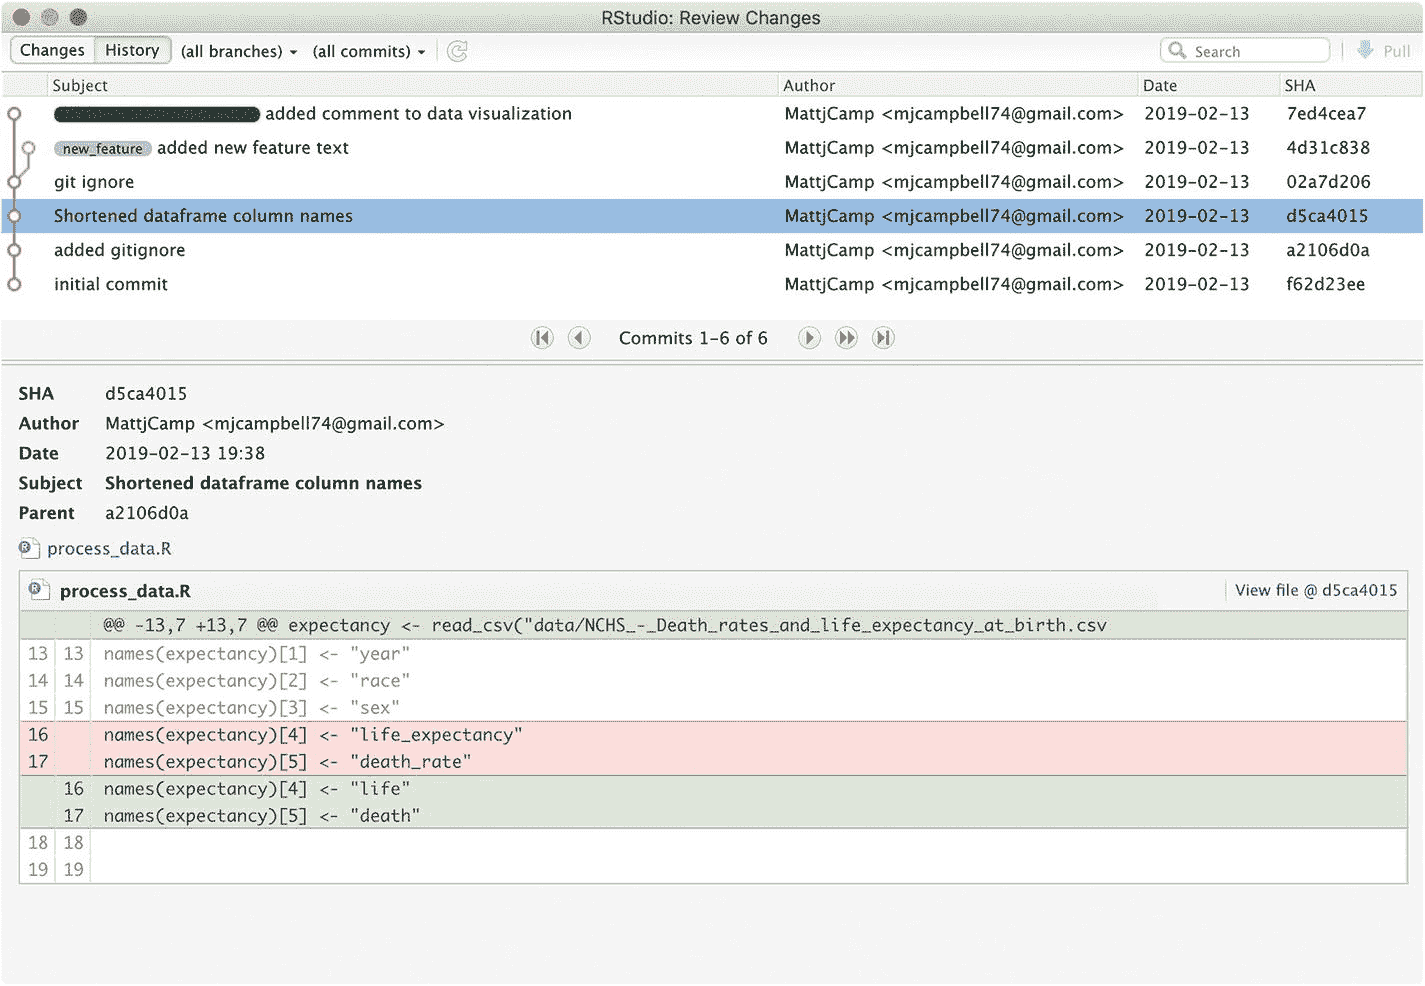 RStudio: Review Changes
Changes History (all branches) (all commits) Search Pull
Subject Author Date SHA
added comment to data visualization MattjCamp <mjcampbell74@gmail.com> 2019-02-13 7ed4cea7
new_feature added new feature text MattjCamp <mjcampbell74@gmail.com> 2019-02-13 4d31c838
git ignore MattjCamp <mjcampbell74@gmail.com> 2019-02-13 02a7d206
Shortened dataframe column names MattjCamp <mjcampbell74@gmail.com> 2019-02-13 d5ca4015
added gitignore MattjCamp <mjcampbell74@gmail.com> 2019-02-13 a2106d0a
initial commit MattjCamp <mjcampbell74@gmail.com> 2019-02-13 f62d23ee
Commits 1-6 of 6
SHA d5ca4015
Author MattjCamp <mjcampbell74@gmail.com>
Date 2019-02-13 19:38
Subject Shortened dataframe column names
Parent a2106d0a
process_data.R
process_data.R View file @ d5ca4015
@@ -13,7 +13,7 @@ expectancy <- read_csv("data/NCHS_-_Death_rates_and_life_expectancy_at_birth.csv
13 13 names(expectancy)[1] <- "year"
14 14 names(expectancy)[2] <- "race"
15 15 names(expectancy)[3] <- "sex"
16 names(expectancy)[4] <- "life_expectancy"
17 names(expectancy)[5] <- "death_rate"
16 names(expectancy)[4] <- "life"
17 names(expectancy)[5] <- "death"
18 18
19 19